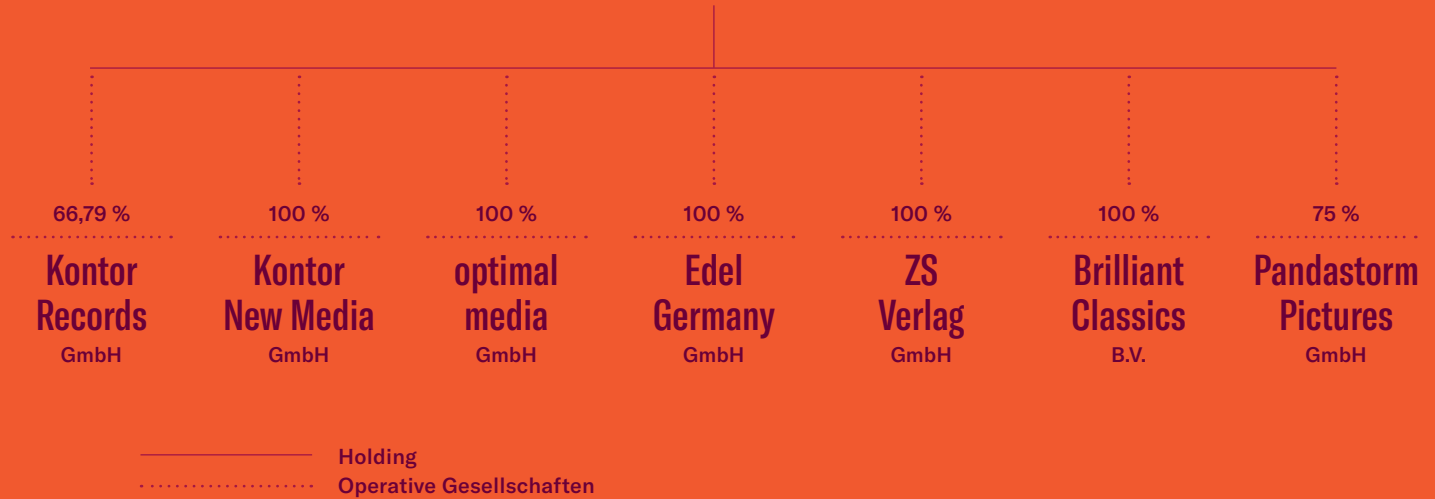 66,79 %
Kontor
Records
GmbH
100 %
Kontor
New Media
GmbH
100 %
optimal
media
GmbH
100 %
Edel
Germany
GmbH
100 %
ZS
Verlag
GmbH
100 %
Brilliant
Classics
B.V.
75 %
Pandastorm
Pictures
GmbH
Holding
Operative Gesellschaften